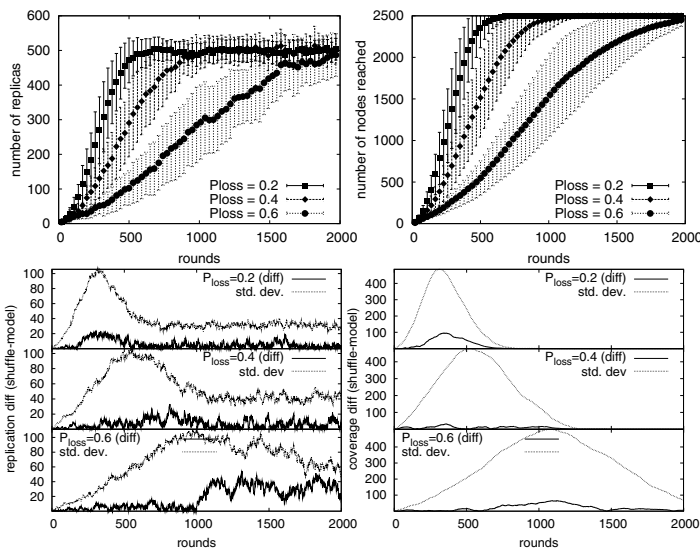 number of replicas
600
500
400
300
200
100
0
Ploss = 0.2
Ploss = 0.4
Ploss = 0.6
0 500 1000 1500 2000
rounds
number of nodes reached
2500
2000
1500
1000
500
0
Ploss = 0.2
Ploss = 0.4
Ploss = 0.6
0 500 1000 1500 2000
rounds
replication diff (shuffle-model)
100
80
60
40
20
Ploss=0.2 (diff)
std. dev.
100
80
60
40
20
Ploss=0.4 (diff)
std. dev
100
80
60
40
20
Ploss=0.6 (diff)
std. dev.
0 500 1000 1500 2000
rounds
coverage diff (shuffle-model)
400
300
200
100
Ploss=0.2 (diff)
std. dev.
400
300
200
100
Ploss=0.4 (diff)
std. dev
400
300
200
100
Ploss=0.6 (diff)
std. dev.
0 500 1000 1500 2000
rounds